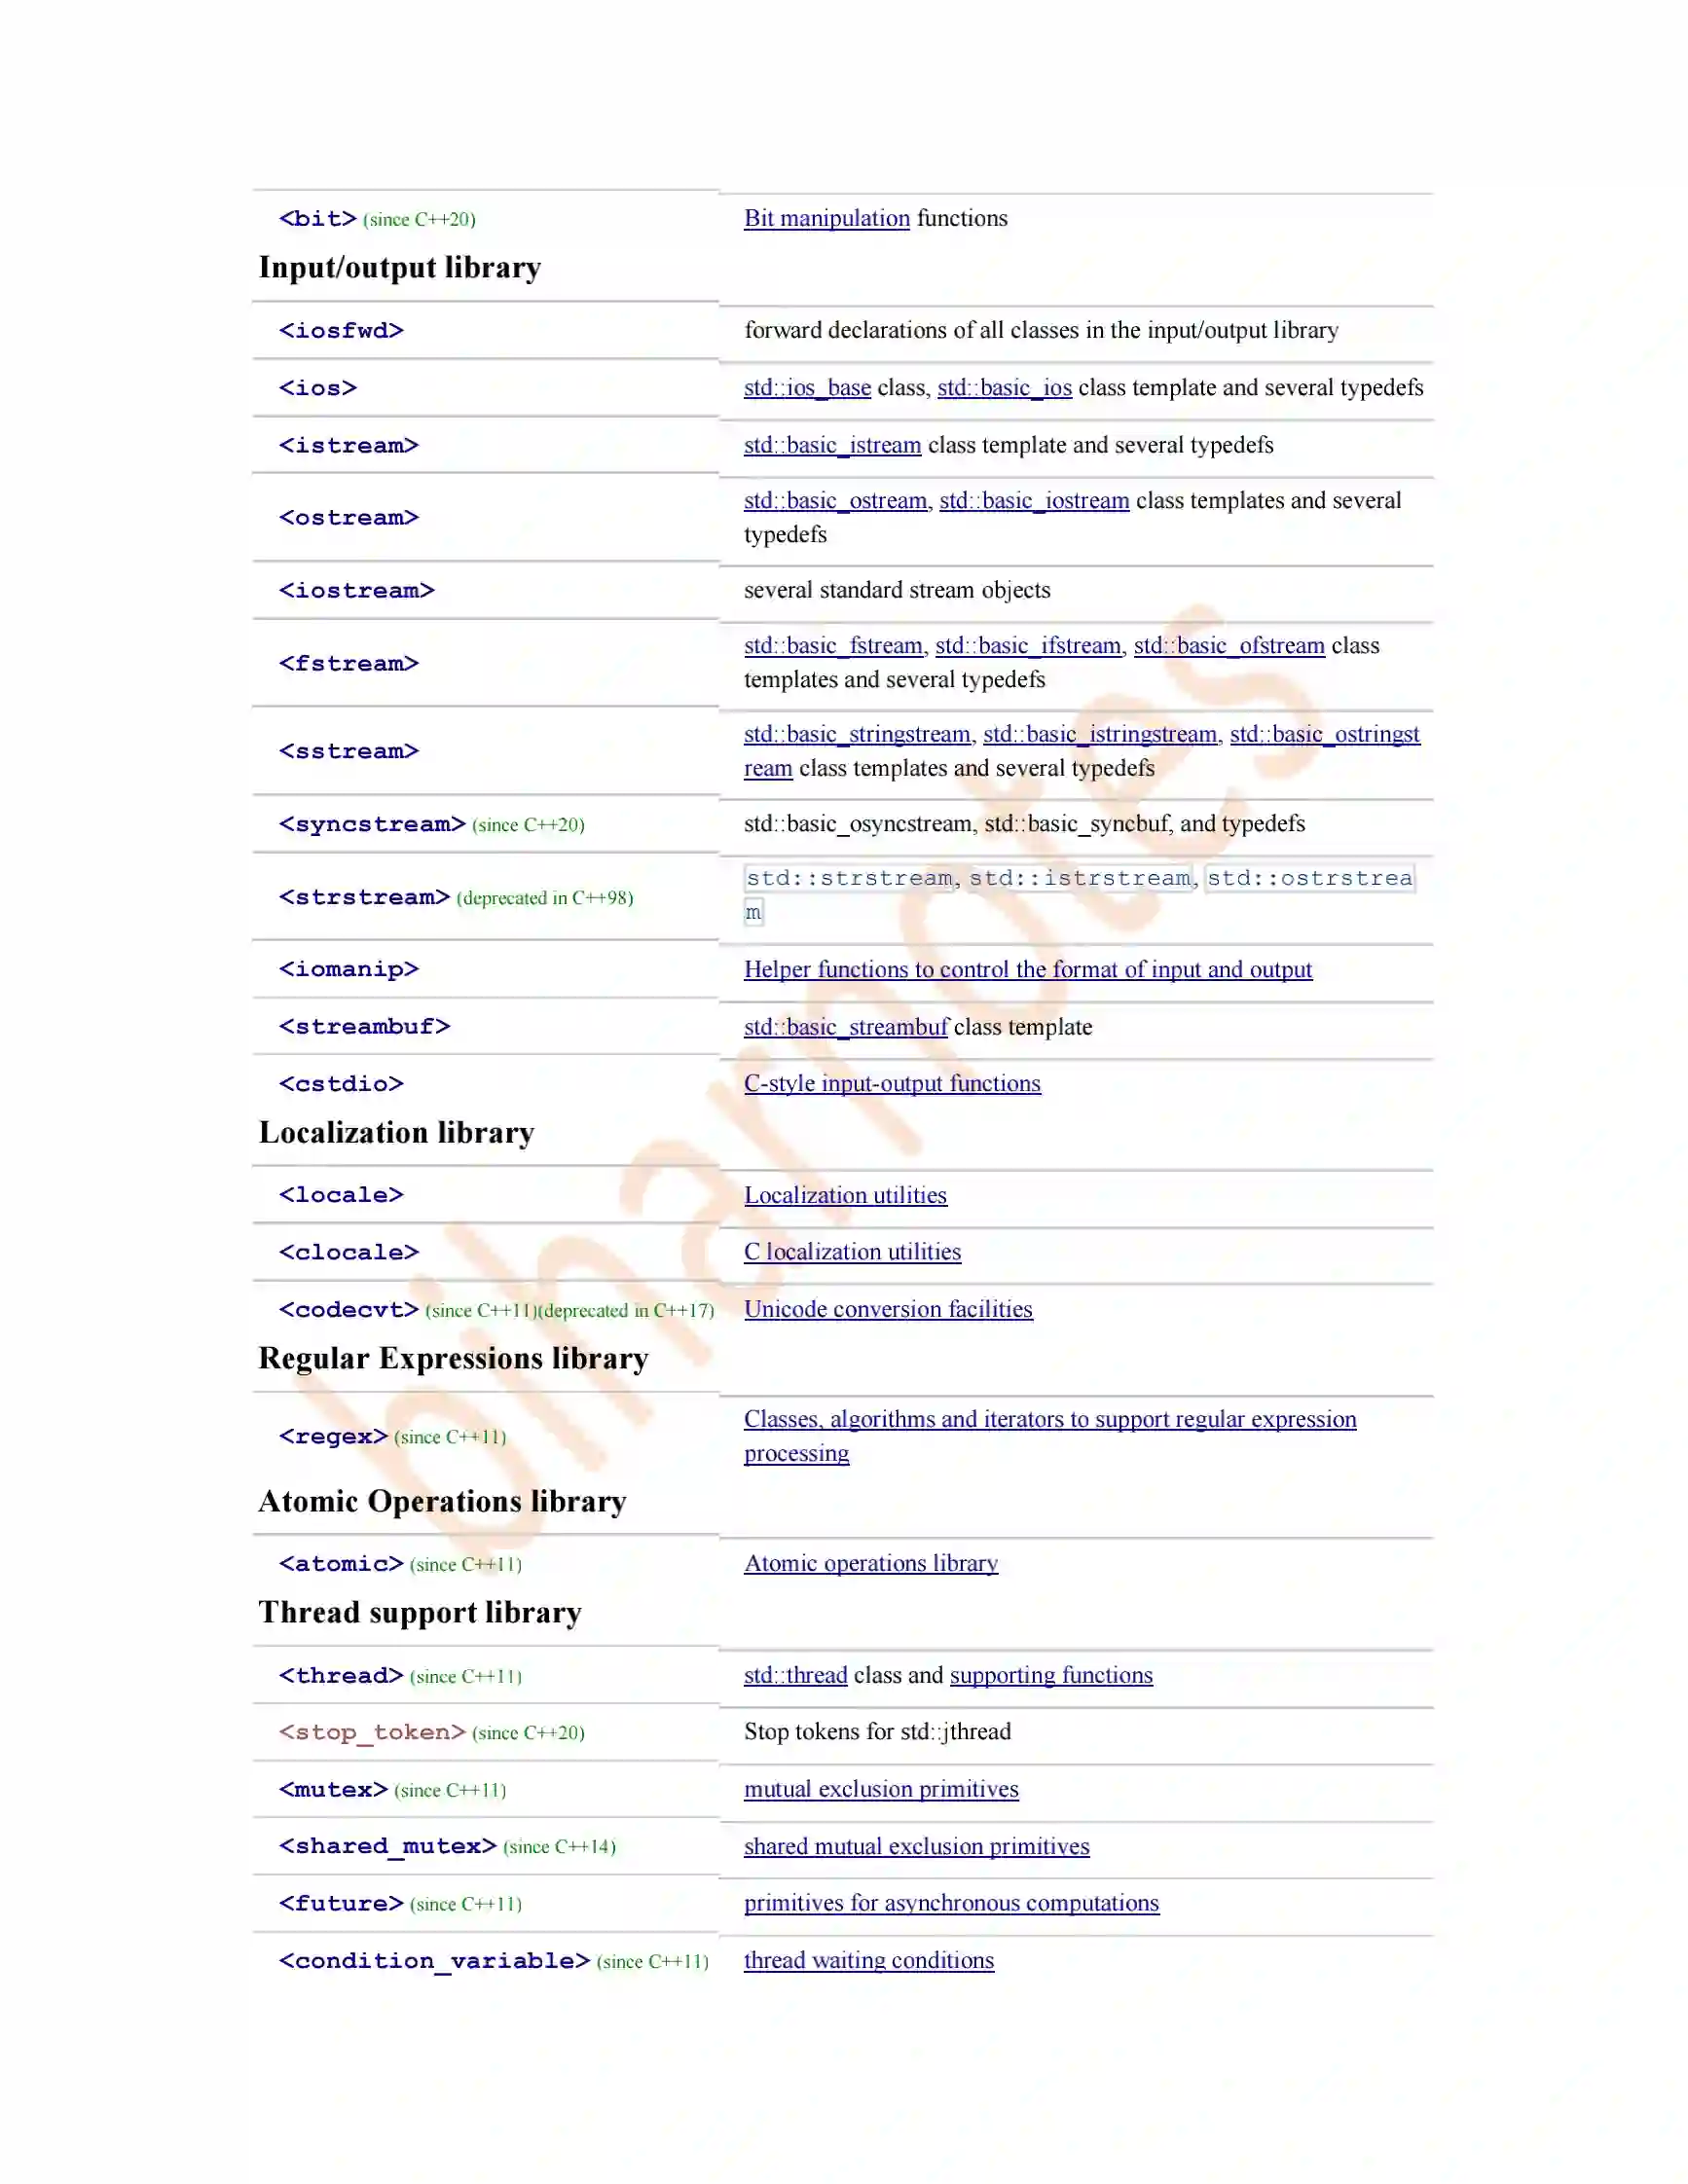 <bit> (since C++20) Bit manipulation functions
Input/output library
<iosfwd> forward declarations of all classes in the input/output library
<ios> std::ios_base class, std::basic_ios class template and several typedefs
<istream> std::basic_istream class template and several typedefs
<ostream> std::basic_ostream, std::basic_iostream class templates and several
typedefs
<iostream> several standard stream objects
<fstream> std::basic_fstream, std::basic_ifstream, std::basic_ofstream class
templates and several typedefs
<sstream> std::basic_stringstream, std::basic_istringstream, std::basic_ostringst
ream class templates and several typedefs
<syncstream> (since C++20) std::basic_osyncstream, std::basic_syncbuf, and typedefs
<strstream> (deprecated in C++98) std::strstream, std::istrstream, std::ostrstrea
m
<iomanip> Helper functions to control the format of input and output
<streambuf> std::basic_streambuf class template
<cstdio> C-style input-output functions
Localization library
<locale> Localization utilities
<clocale> C localization utilities
<codecvt> (since C++11)(deprecated in C++17) Unicode conversion facilities
Regular Expressions library
<regex> (since C++11) Classes, algorithms and iterators to support regular expression
processing
Atomic Operations library
<atomic> (since C++11) Atomic operations library
Thread support library
<thread> (since C++11) std::thread class and supporting functions
<stop_token> (since C++20) Stop tokens for std::jthread
<mutex> (since C++11) mutual exclusion primitives
<shared_mutex> (since C++14) shared mutual exclusion primitives
<future> (since C++11) primitives for asynchronous computations
<condition_variable> (since C++11) thread waiting conditions
biharnotes